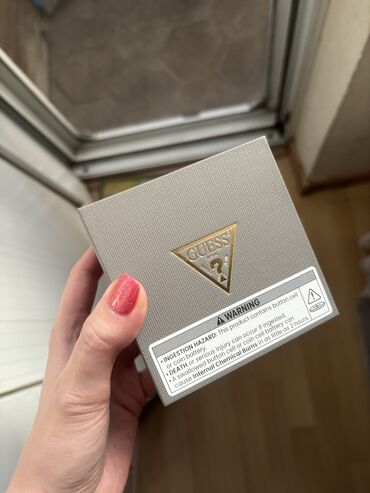 GUESS
?
WARNING
• INGESTION HAZARD: This product contains button cell
or coin battery.
• DEATH or serious injury can occur if ingested.
• A swallowed button cell or coin cell battery can
cause Internal Chemical Burns in as little as 2 hours.